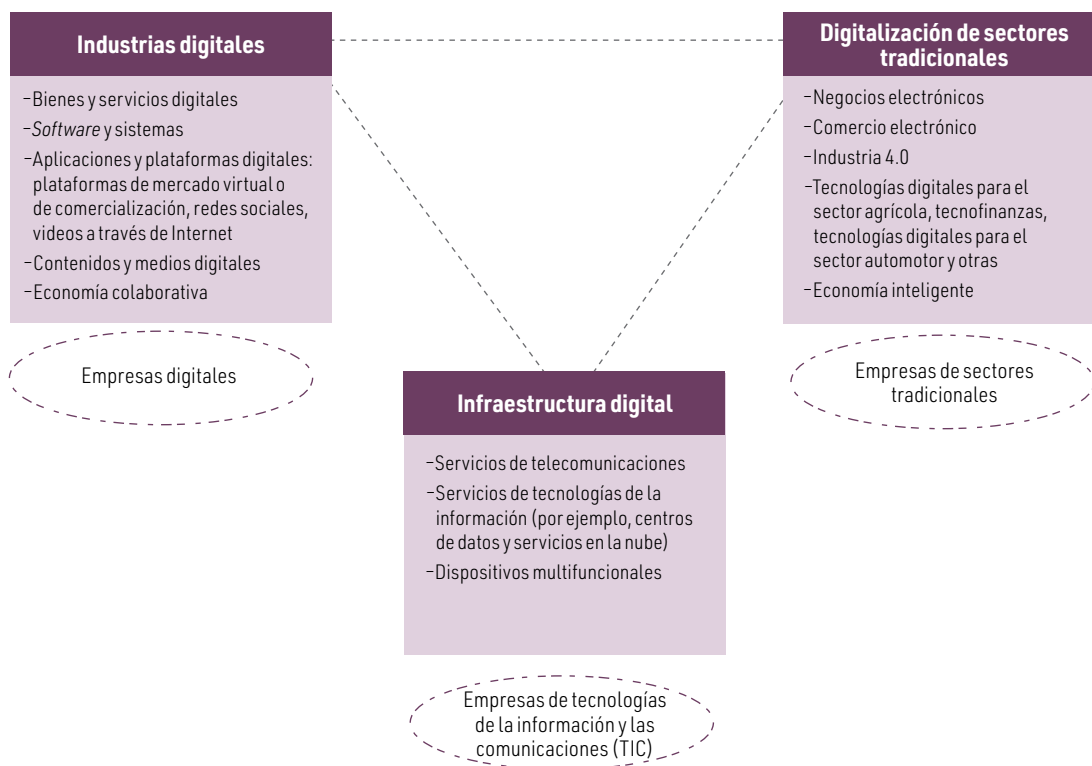 Industrias digitales
–Bienes y servicios digitales
–Software y sistemas
–Aplicaciones y plataformas digitales:
plataformas de mercado virtual o
de comercialización, redes sociales,
videos a través de Internet
–Contenidos y medios digitales
–Economía colaborativa
Empresas digitales
Digitalización de sectores
tradicionales
–Negocios electrónicos
–Comercio electrónico
–Industria 4.0
–Tecnologías digitales para el
sector agrícola, tecnofinanzas,
tecnologías digitales para el
sector automotor y otras
–Economía inteligente
Empresas de sectores
tradicionales
Infraestructura digital
–Servicios de telecomunicaciones
–Servicios de tecnologías de la
información (por ejemplo, centros
de datos y servicios en la nube)
–Dispositivos multifuncionales
Empresas de tecnologías
de la información y las
comunicaciones (TIC)